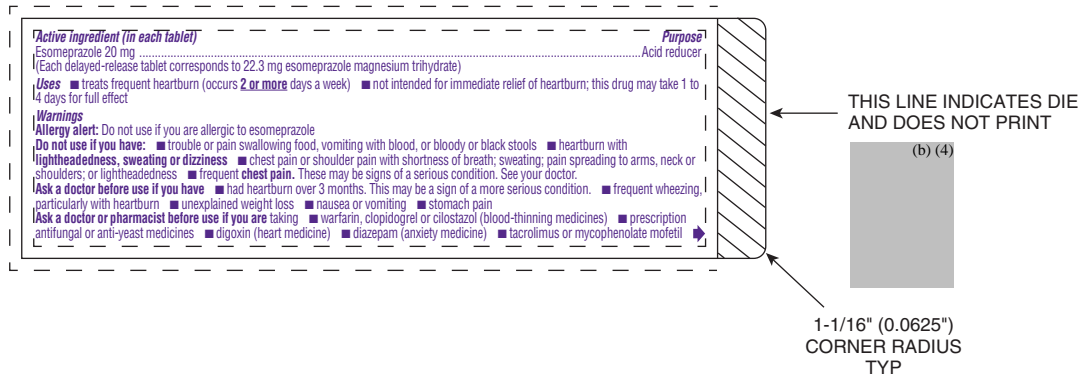 Active ingredient (in each tablet) Purpose
Esomeprazole 20 mg ........................................................................................................................................................ Acid reducer
(Each delayed-release tablet corresponds to 22.3 mg esomeprazole magnesium trihydrate)
Uses ■ treats frequent heartburn (occurs 2 or more days a week) ■ not intended for immediate relief of heartburn; this drug may take 1 to
4 days for full effect
Warnings
Allergy alert: Do not use if you are allergic to esomeprazole
Do not use if you have: ■ trouble or pain swallowing food, vomiting with blood, or bloody or black stools ■ heartburn with
lightheadedness, sweating or dizziness ■ chest pain or shoulder pain with shortness of breath; sweating; pain spreading to arms, neck or
shoulders; or lightheadedness ■ frequent chest pain. These may be signs of a serious condition. See your doctor.
Ask a doctor before use if you have ■ had heartburn over 3 months. This may be a sign of a more serious condition. ■ frequent wheezing,
particularly with heartburn ■ unexplained weight loss ■ nausea or vomiting ■ stomach pain
Ask a doctor or pharmacist before use if you are taking ■ warfarin, clopidogrel or cilostazol (blood-thinning medicines) ■ prescription
antifungal or anti-yeast medicines ■ digoxin (heart medicine) ■ diazepam (anxiety medicine) ■ tacrolimus or mycophenolate mofetil
THIS LINE INDICATES DIE
AND DOES NOT PRINT
(b) (4)
1-1/16" (0.0625")
CORNER RADIUS
TYP